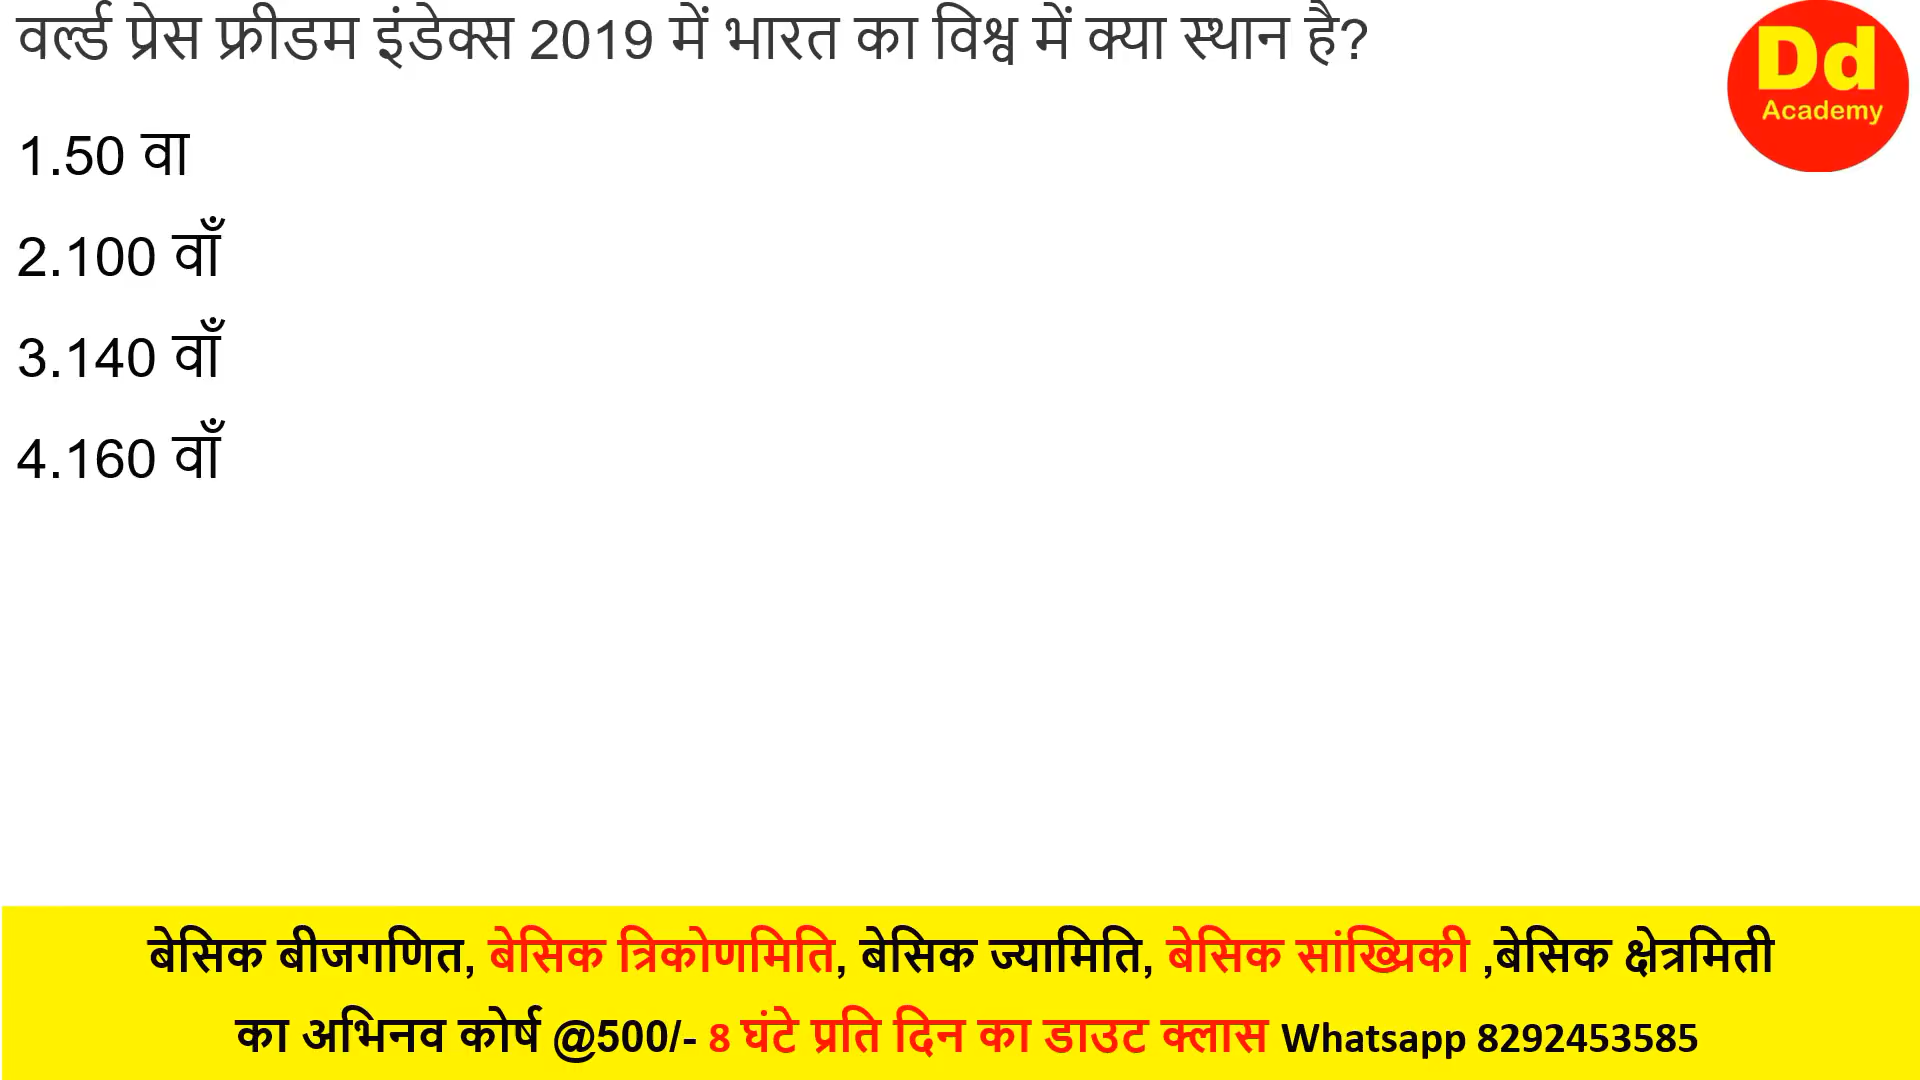 वर्ल्ड प्रेस फ्रीडम इंडेक्स 2019 में भारत का विश्व में क्या स्थान है?
Dd
Academy
1.50 वा
2.100 वाँ
3.140 वाँ
4.160 वाँ
बेसिक बीजगणित, बेसिक त्रिकोणमिति, बेसिक ज्यामिति, बेसिक सांख्यिकी ,बेसिक क्षेत्रमिती
का अभिनव कोर्ष @500/- 8 घंटे प्रति दिन का डाउट क्लास Whatsapp 8292453585